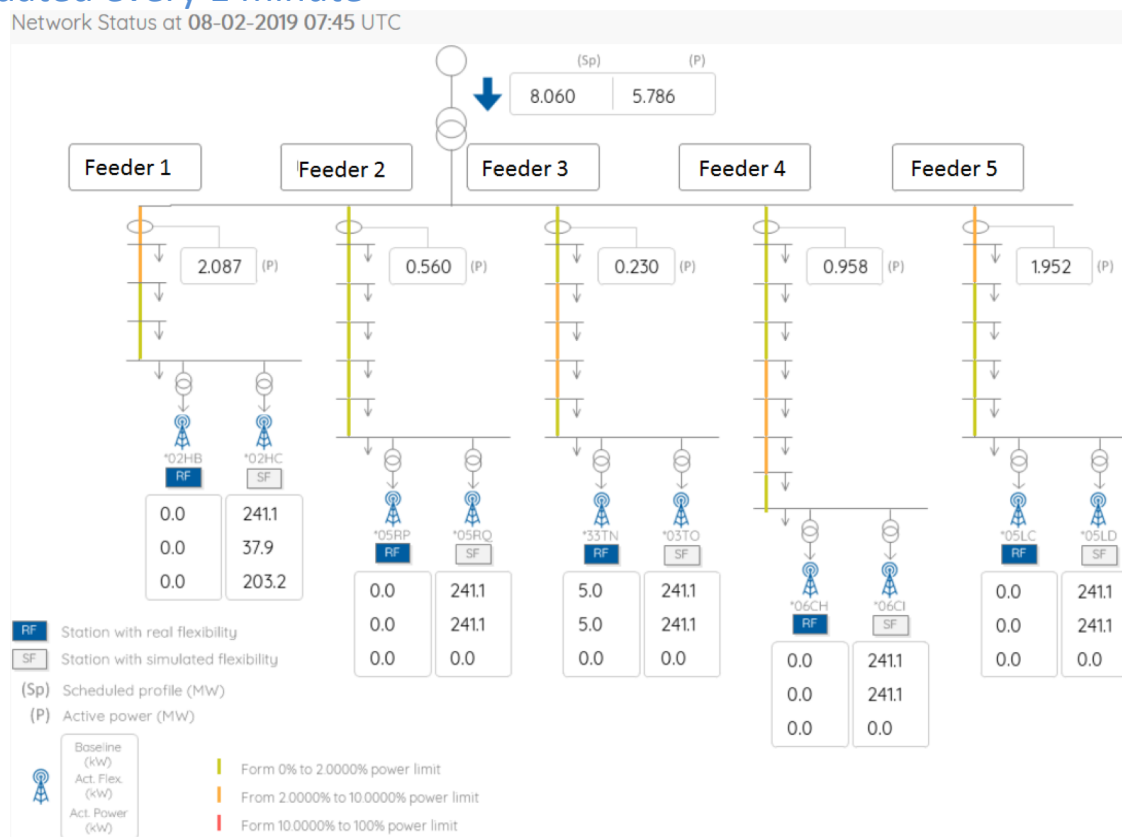 dated every 1 minute
Network Status at 08-02-2019 07:45 UTC
(Sp) (P)
8.060 5.786
Feeder 1 Feeder 2 Feeder 3 Feeder 4 Feeder 5
2.087 (P) 0.560 (P) 0.230 (P) 0.958 (P) 1.952 (P)
*02HB *02HC
RF SF
0.0 241.1
0.0 37.9
0.0 203.2
*05RP *05RQ *33TN *03TO *05LC *05LD
RF SF RF SF RF SF
0.0 241.1 5.0 241.1 0.0 241.1
0.0 241.1 5.0 241.1 0.0 241.1
0.0 0.0 0.0 0.0 0.0 0.0
*06CH *06CI
RF SF
0.0 241.1
0.0 241.1
0.0 0.0
RF Station with real flexibility
SF Station with simulated flexibility
(Sp) Scheduled profile (MW)
(P) Active power (MW)
Baseline
(kW)
Act. Flex.
(kW)
Act. Power
(kW)
Form 0% to 2.0000% power limit
From 2.0000% to 10.0000% power limit
Form 10.0000% to 100% power limit